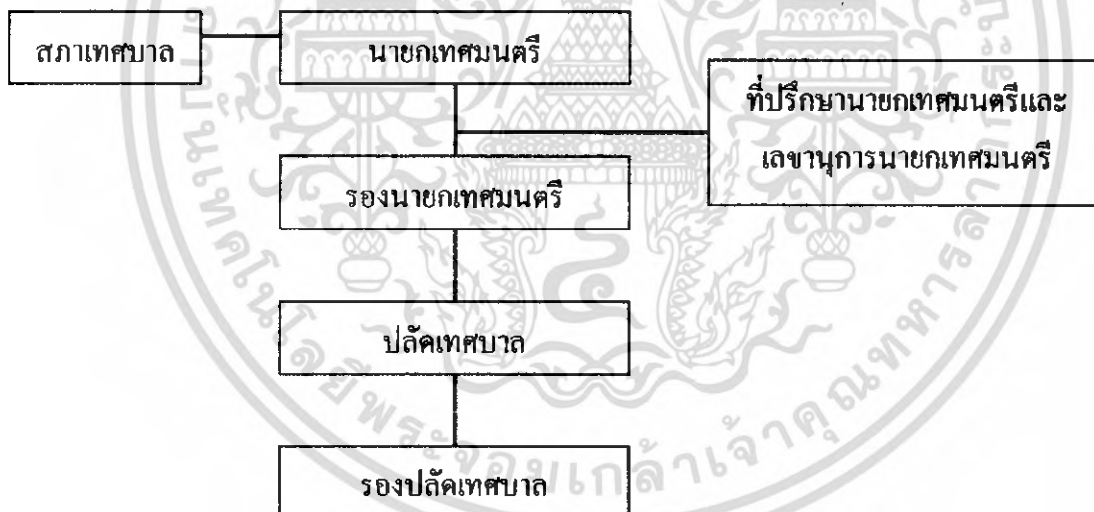 สภาเทศบาล
นายกเทศมนตรี
ที่ปรึกษานายกเทศมนตรีและ
เลขานุการนายกเทศมนตรี
รองนายกเทศมนตรี
ปลัดเทศบาล
รองปลัดเทศบาล